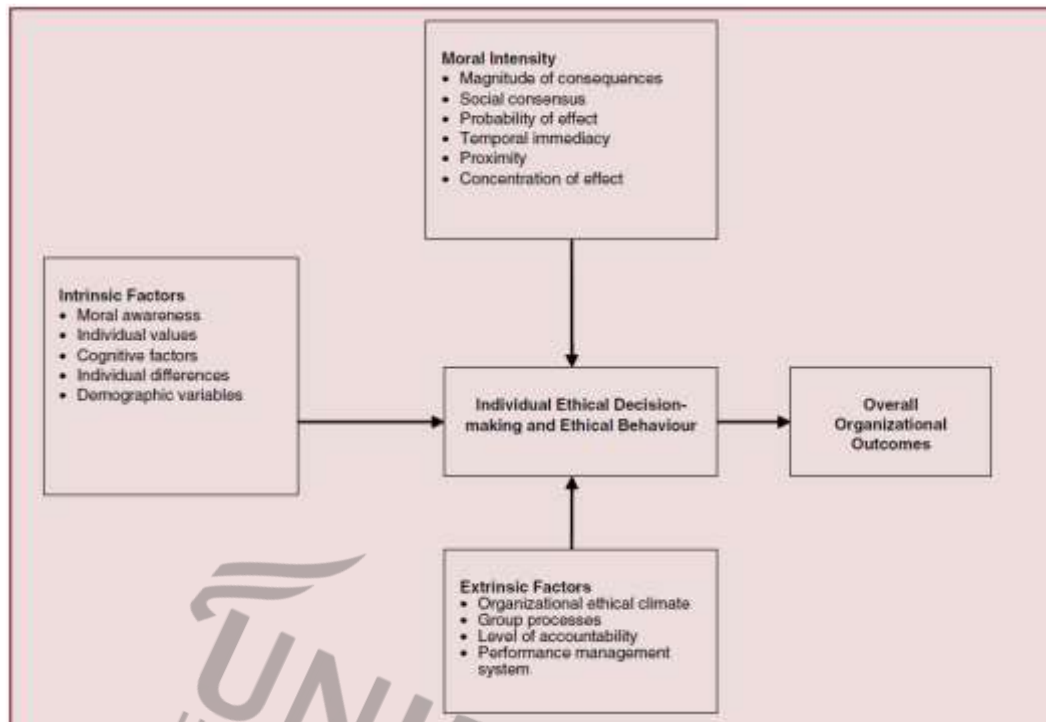 Moral Intensity
• Magnitude of consequences
• Social consensus
• Probability of effect
• Temporal immediacy
• Proximity
• Concentration of effect
Intrinsic Factors
• Moral awareness
• Individual values
• Cognitive factors
• Individual differences
• Demographic variables
Individual Ethical Decision-
making and Ethical Behaviour
Overall
Organizational
Outcomes
Extrinsic Factors
• Organizational ethical climate
• Group processes
• Level of accountability
• Performance management
system